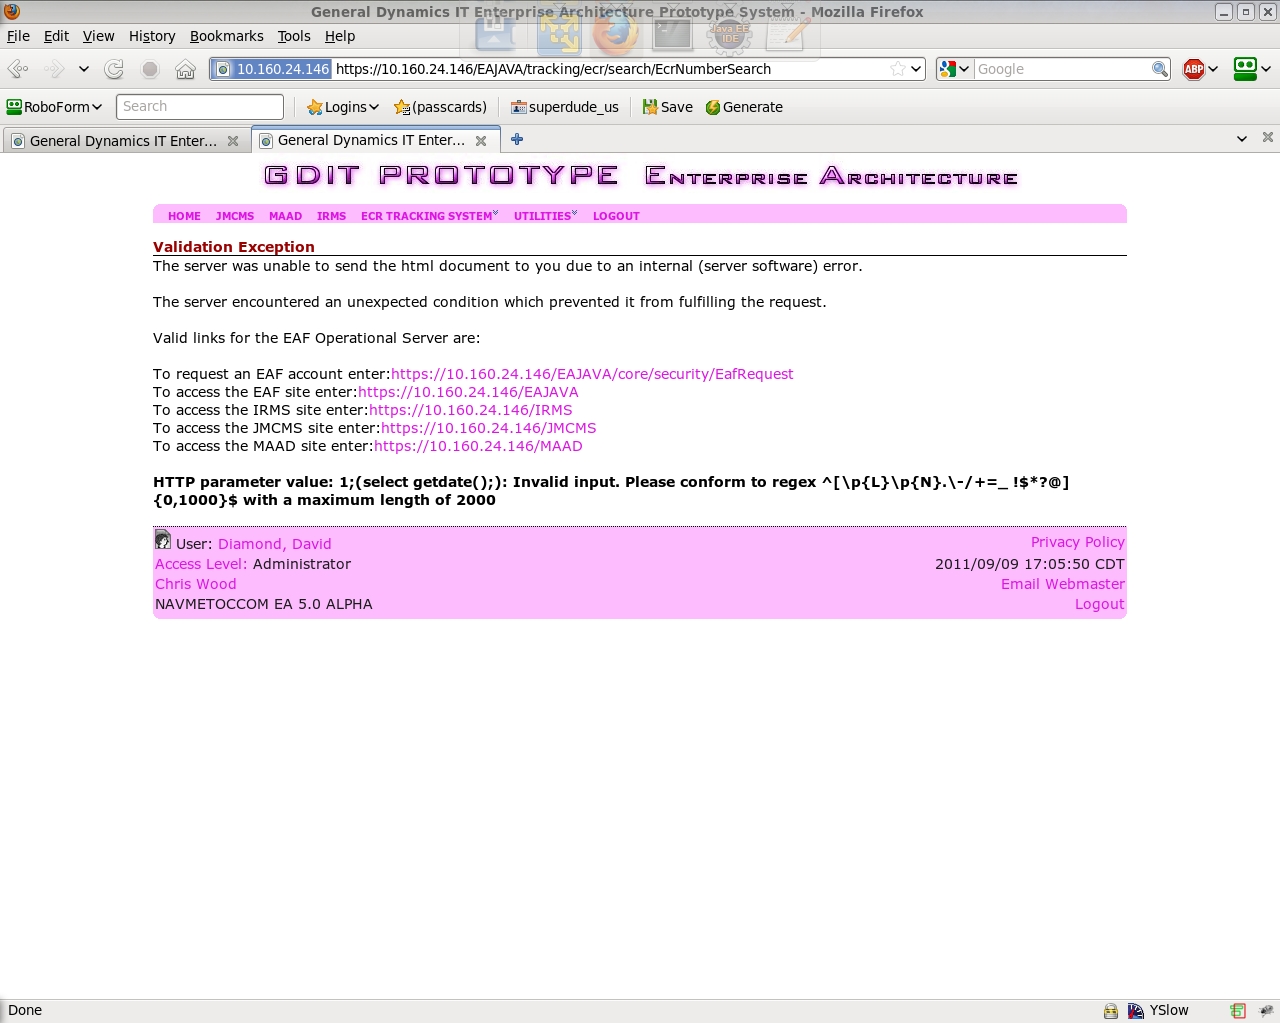 General Dynamics IT Enterprise Architecture Prototype System - Mozilla Firefox
File Edit View History Bookmarks Tools Help
10.160.24.146 https://10.160.24.146/EAJAVA/tracking/ecr/search/EcrNumberSearch Google ABP
RoboForm Search Logins (passcards) superdude_us Save Generate
General Dynamics IT Enter... General Dynamics IT Enter...
GDIT PROTOTYPE ENTERPRISE ARCHITECTURE
HOME JMCMS MAAD IRMS ECR TRACKING SYSTEM UTILITIES LOGOUT
Validation Exception
The server was unable to send the html document to you due to an internal (server software) error.
The server encountered an unexpected condition which prevented it from fulfilling the request.
Valid links for the EAF Operational Server are:
To request an EAF account enter:https://10.160.24.146/EAJAVA/core/security/EafRequest
To access the EAF site enter:https://10.160.24.146/EAJAVA
To access the IRMS site enter:https://10.160.24.146/IRMS
To access the JMCMS site enter:https://10.160.24.146/JMCMS
To access the MAAD site enter:https://10.160.24.146/MAAD
HTTP parameter value: 1;(select getdate();): Invalid input. Please conform to regex ^[\p{L}\p{N}.\-/+=_ !$*?@]
{0,1000}$ with a maximum length of 2000
User: Diamond, David Privacy Policy
Access Level: Administrator 2011/09/09 17:05:50 CDT
Chris Wood Email Webmaster
NAVMETOCCOM EA 5.0 ALPHA Logout
Done YSlow
Java EE
IDE